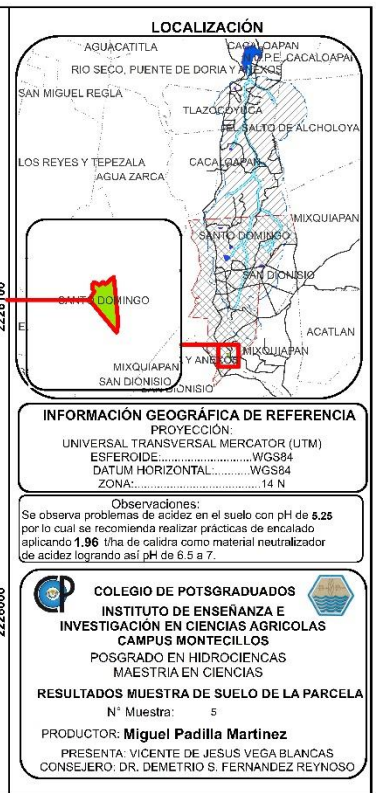 LOCALIZACIÓN
AGUACATITLA
CACALOAPAN
CACALOAPA
RIO SECO, PUENTE DE DORIA Y ANEXOS
SAN MIGUEL REGLA
TLAZOCOYUCA
EL SALTO DE ALCHOLOYA
LOS REYES Y TEPEZALA
CACALOAPAN
AGUA ZARCA
MIXQUIAPAN
SANTO DOMINGO
SAN DIONISIO
2226100
SANTO DOMINGO
E.
ACATLAN
MIXQUIAPAN
MIXQUIAPAN Y ANEXOS
SAN DIONISIO
SAN DIONISIO
INFORMACIÓN GEOGRÁFICA DE REFERENCIA
PROYECCIÓN:
UNIVERSAL TRANSVERSAL MERCATOR (UTM)
ESFEROIDE:..........................WGS84
DATUM HORIZONTAL:..........WGS84
ZONA:....................................14 N
Observaciones:
Se observa problemas de acidez en el suelo con pH de 5.25
por lo cual se recomienda realizar prácticas de encalado
aplicando 1.96 t/ha de calidra como material neutralizador
de acidez logrando así pH de 6.5 a 7.
2226000
CP
COLEGIO DE POTSGRADUADOS
INSTITUTO DE ENSEÑANZA E
INVESTIGACIÓN EN CIENCIAS AGRICOLAS
CAMPUS MONTECILLOS
POSGRADO EN HIDROCIENCAS
MAESTRIA EN CIENCIAS
RESULTADOS MUESTRA DE SUELO DE LA PARCELA
N° Muestra: 5
PRODUCTOR: Miguel Padilla Martinez
PRESENTA: VICENTE DE JESUS VEGA BLANCAS
CONSEJERO: DR. DEMETRIO S. FERNANDEZ REYNOSO